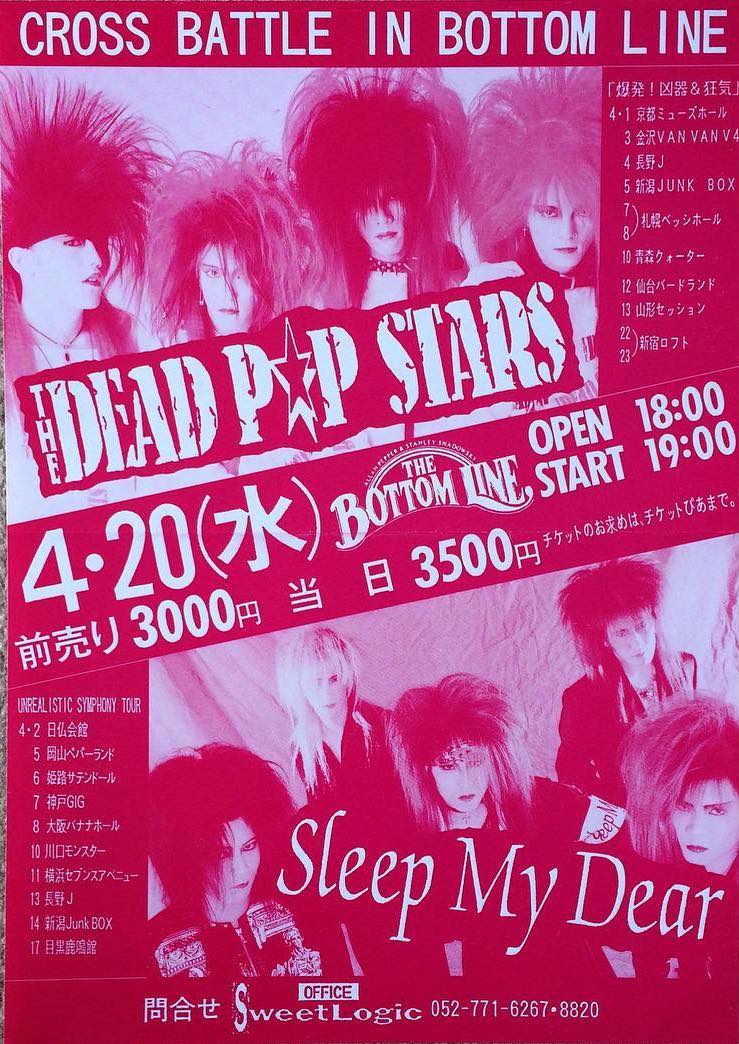 CROSS BATTLE IN BOTTOM LINE
「爆発！凶器&狂気」
4・1 京都ミューズホール
3 金沢VANVANV4
4 長野J
5 新潟JUNK BOX
7
8)札幌ベッシホール
10 青森クォーター
12 仙台バードランド
13 山形セッション
22
23)新宿ロフト
THE DEAD POP STARS
4・20(水)
ALLAN PEPPER & STANLEY SNADOWSKY
THE BOTTOM LINE
OPEN 18:00
START 19:00
前売り3000円 当日 3500円
チケットのお求めは、チケットぴあまで。
UNREALISTIC SYMPHONY TOUR
4・2 日仏会館
5 岡山ペパーランド
6 姫路サテンドール
7 神戸GIG
8 大阪バナナホール
10 川口モンスター
11 横浜セブンスアベニュー
13 長野J
14 新潟Junk BOX
17 目黒鹿鳴館
Sleep My Dear
問合せ OFFICE SweetLogic 052-771-6267・8820